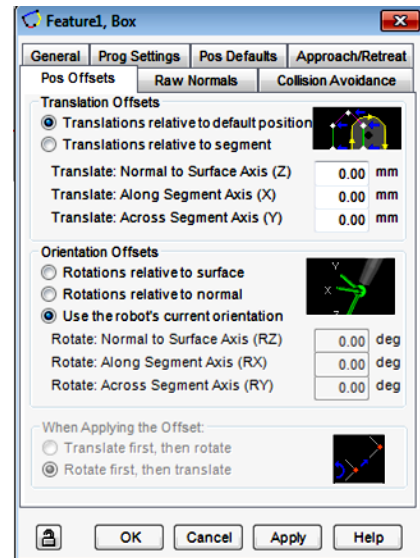 Feature1, Box
General Prog Settings Pos Defaults Approach/Retreat
Pos Offsets Raw Normals Collision Avoidance
Translation Offsets
Translations relative to default position
Translations relative to segment
Translate: Normal to Surface Axis (Z) 0.00 mm
Translate: Along Segment Axis (X) 0.00 mm
Translate: Across Segment Axis (Y) 0.00 mm
Orientation Offsets
Rotations relative to surface
Rotations relative to normal
Use the robot's current orientation
Y
X
Z
Rotate: Normal to Surface Axis (RZ) 0.00 deg
Rotate: Along Segment Axis (RX) 0.00 deg
Rotate: Across Segment Axis (RY) 0.00 deg
When Applying the Offset:
Translate first, then rotate
Rotate first, then translate
OK Cancel Apply Help